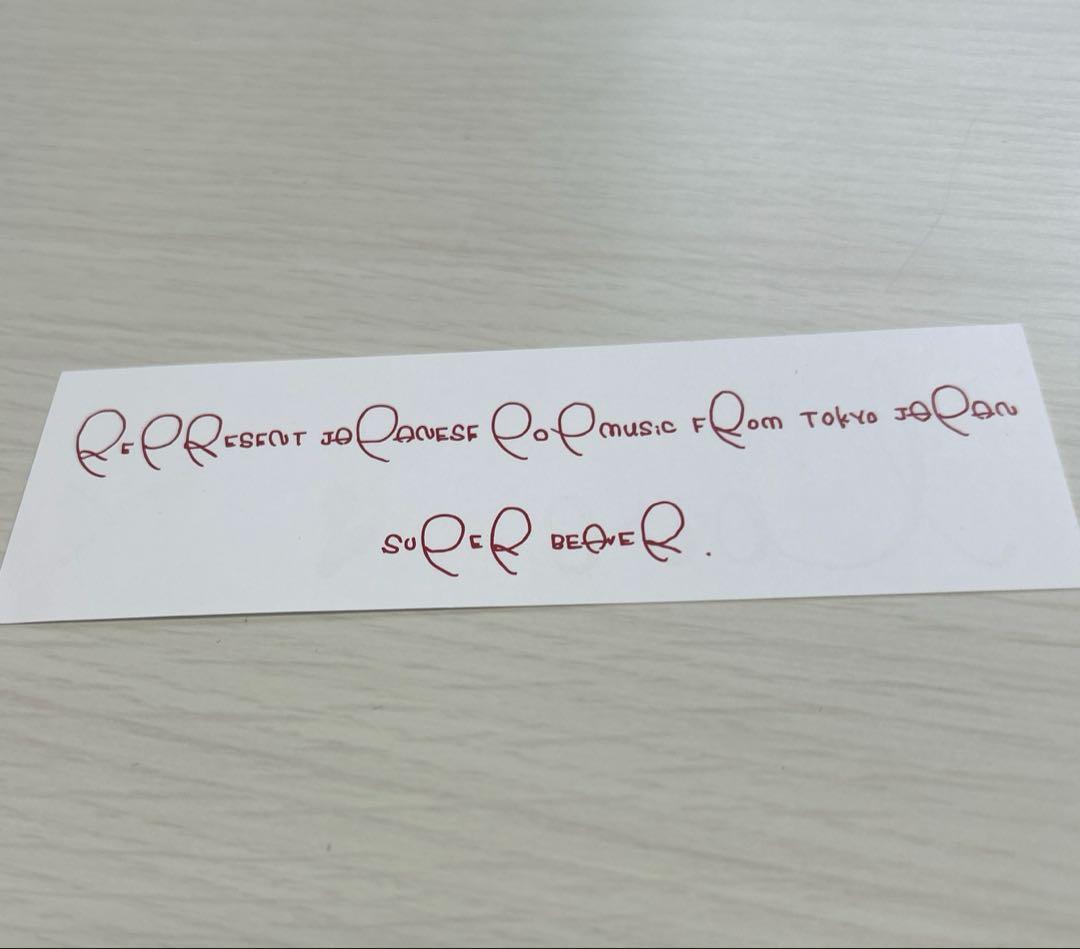 REPRESENT JAPANESE POP MUSIC FROM TOKYO JAPAN
SUPER BEAVER.